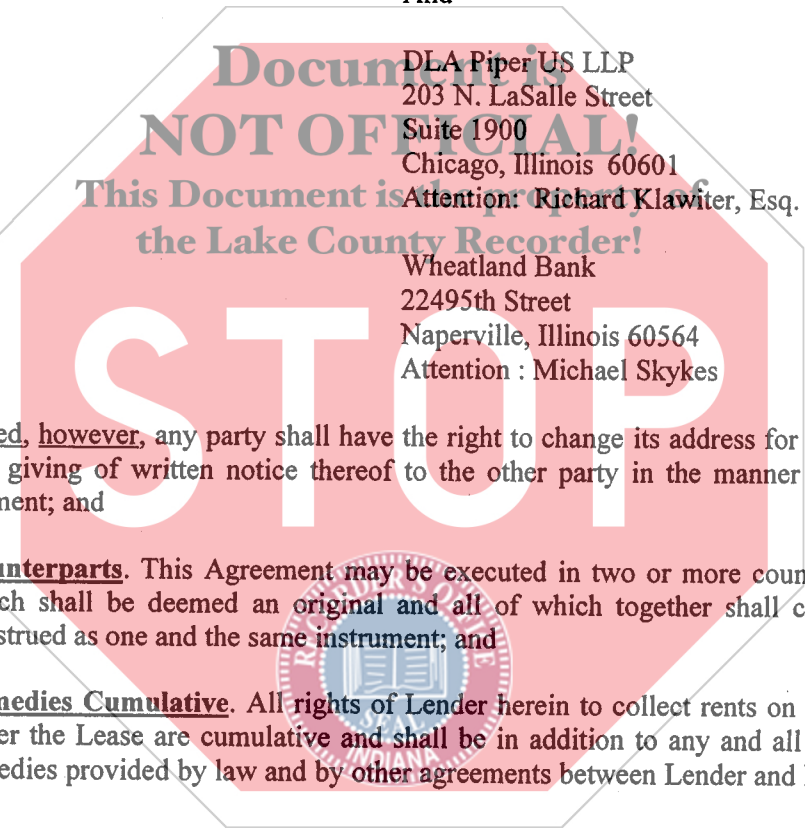 And
DLA Piper US LLP
203 N. LaSalle Street
Suite 1900
Chicago, Illinois 60601
Attention: Richard Klawiter, Esq.
Wheatland Bank
22495th Street
Naperville, Illinois 60564
Attention : Michael Skykes
ed, however, any party shall have the right to change its address for
giving of written notice thereof to the other party in the manner
nent; and
unterparts. This Agreement may be executed in two or more coun
ch shall be deemed an original and all of which together shall c
strued as one and the same instrument; and
medies Cumulative. All rights of Lender herein to collect rents on
er the Lease are cumulative and shall be in addition to any and all
edies provided by law and by other agreements between Lender and
Document is
NOT OFFICIAL!
This Document is the property of
the Lake County Recorder!
STOP
RECORDER'S OFFICE
SEAL
INDIANA